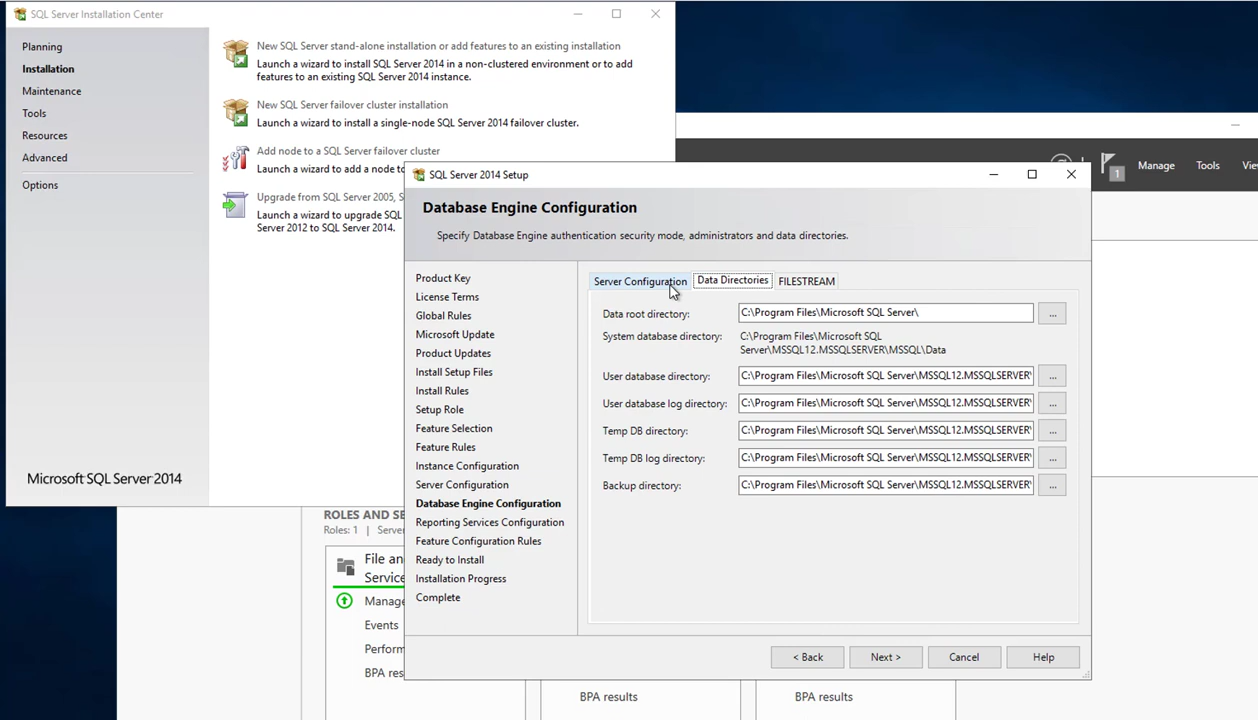 SQL Server Installation Center
Planning
Installation
Maintenance
Tools
Resources
Advanced
Options
Microsoft SQL Server 2014
New SQL Server stand-alone installation or add features to an existing installation
Launch a wizard to install SQL Server 2014 in a non-clustered environment or to add
features to an existing SQL Server 2014 instance.
New SQL Server failover cluster installation
Launch a wizard to install a single-node SQL Server 2014 failover cluster.
Add node to a SQL Server failover cluster
Launch a wizard to add a node to
Upgrade from SQL Server 2005, S
Launch a wizard to upgrade SQL
Server 2012 to SQL Server 2014.
1
Manage
Tools
SQL Server 2014 Setup
Database Engine Configuration
Specify Database Engine authentication security mode, administrators and data directories.
Product Key
License Terms
Global Rules
Microsoft Update
Product Updates
Install Setup Files
Install Rules
Setup Role
Feature Selection
Feature Rules
Instance Configuration
Server Configuration
Database Engine Configuration
Reporting Services Configuration
Feature Configuration Rules
Ready to Install
Installation Progress
Complete
Server Configuration
Data Directories
FILESTREAM
Data root directory: C:\Program Files\Microsoft SQL Server\ ...
System database directory: C:\Program Files\Microsoft SQL
Server\MSSQL12.MSSQLSERVER\MSSQL\Data
User database directory: C:\Program Files\Microsoft SQL Server\MSSQL12.MSSQLSERVER\ ...
User database log directory: C:\Program Files\Microsoft SQL Server\MSSQL12.MSSQLSERVER\ ...
Temp DB directory: C:\Program Files\Microsoft SQL Server\MSSQL12.MSSQLSERVER\ ...
Temp DB log directory: C:\Program Files\Microsoft SQL Server\MSSQL12.MSSQLSERVER\ ...
Backup directory: C:\Program Files\Microsoft SQL Server\MSSQL12.MSSQLSERVER\ ...
< Back
Next >
Cancel
Help
ROLES AND SE
Roles: 1 | Server
File an
Service
Manage
Events
Perform
BPA res
BPA results
BPA results